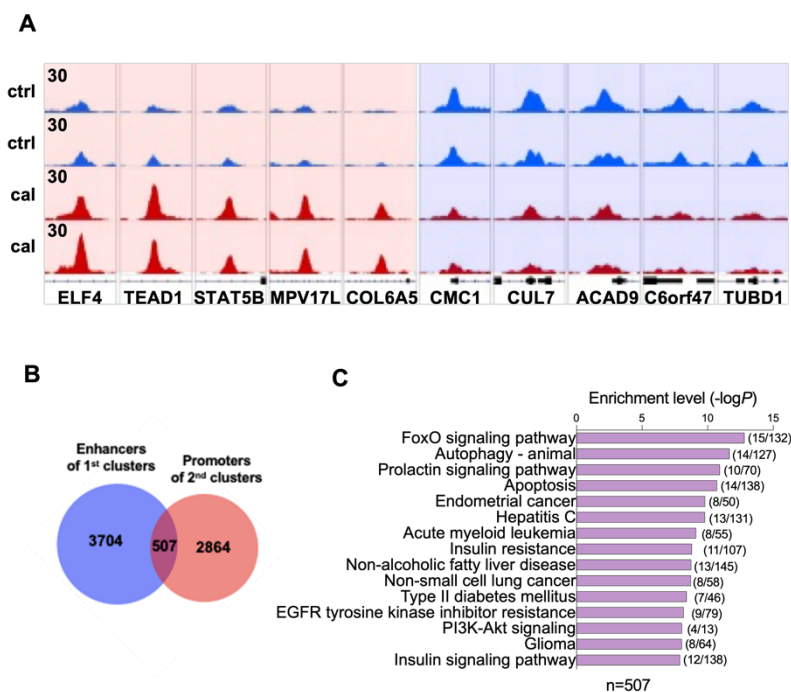 A
ctrl 30
ctrl 30
cal 30
cal 30
ELF4 TEAD1 STAT5B MPV17L COL6A5 CMC1 CUL7 ACAD9 C6orf47 TUBD1
B
Enhancers
of 1st clusters
Promoters
of 2nd clusters
3704 507 2864
C
Enrichment level (-logP)
0 5 10 15
FoxO signaling pathway (15/132)
Autophagy - animal (14/127)
Prolactin signaling pathway (10/70)
Apoptosis (14/138)
Endometrial cancer (8/50)
Hepatitis C (13/131)
Acute myeloid leukemia (8/55)
Insulin resistance (11/107)
Non-alcoholic fatty liver disease (13/145)
Non-small cell lung cancer (8/58)
Type II diabetes mellitus (7/46)
EGFR tyrosine kinase inhibitor resistance (9/79)
PI3K-Akt signaling (4/13)
Glioma (8/64)
Insulin signaling pathway (12/138)
n=507